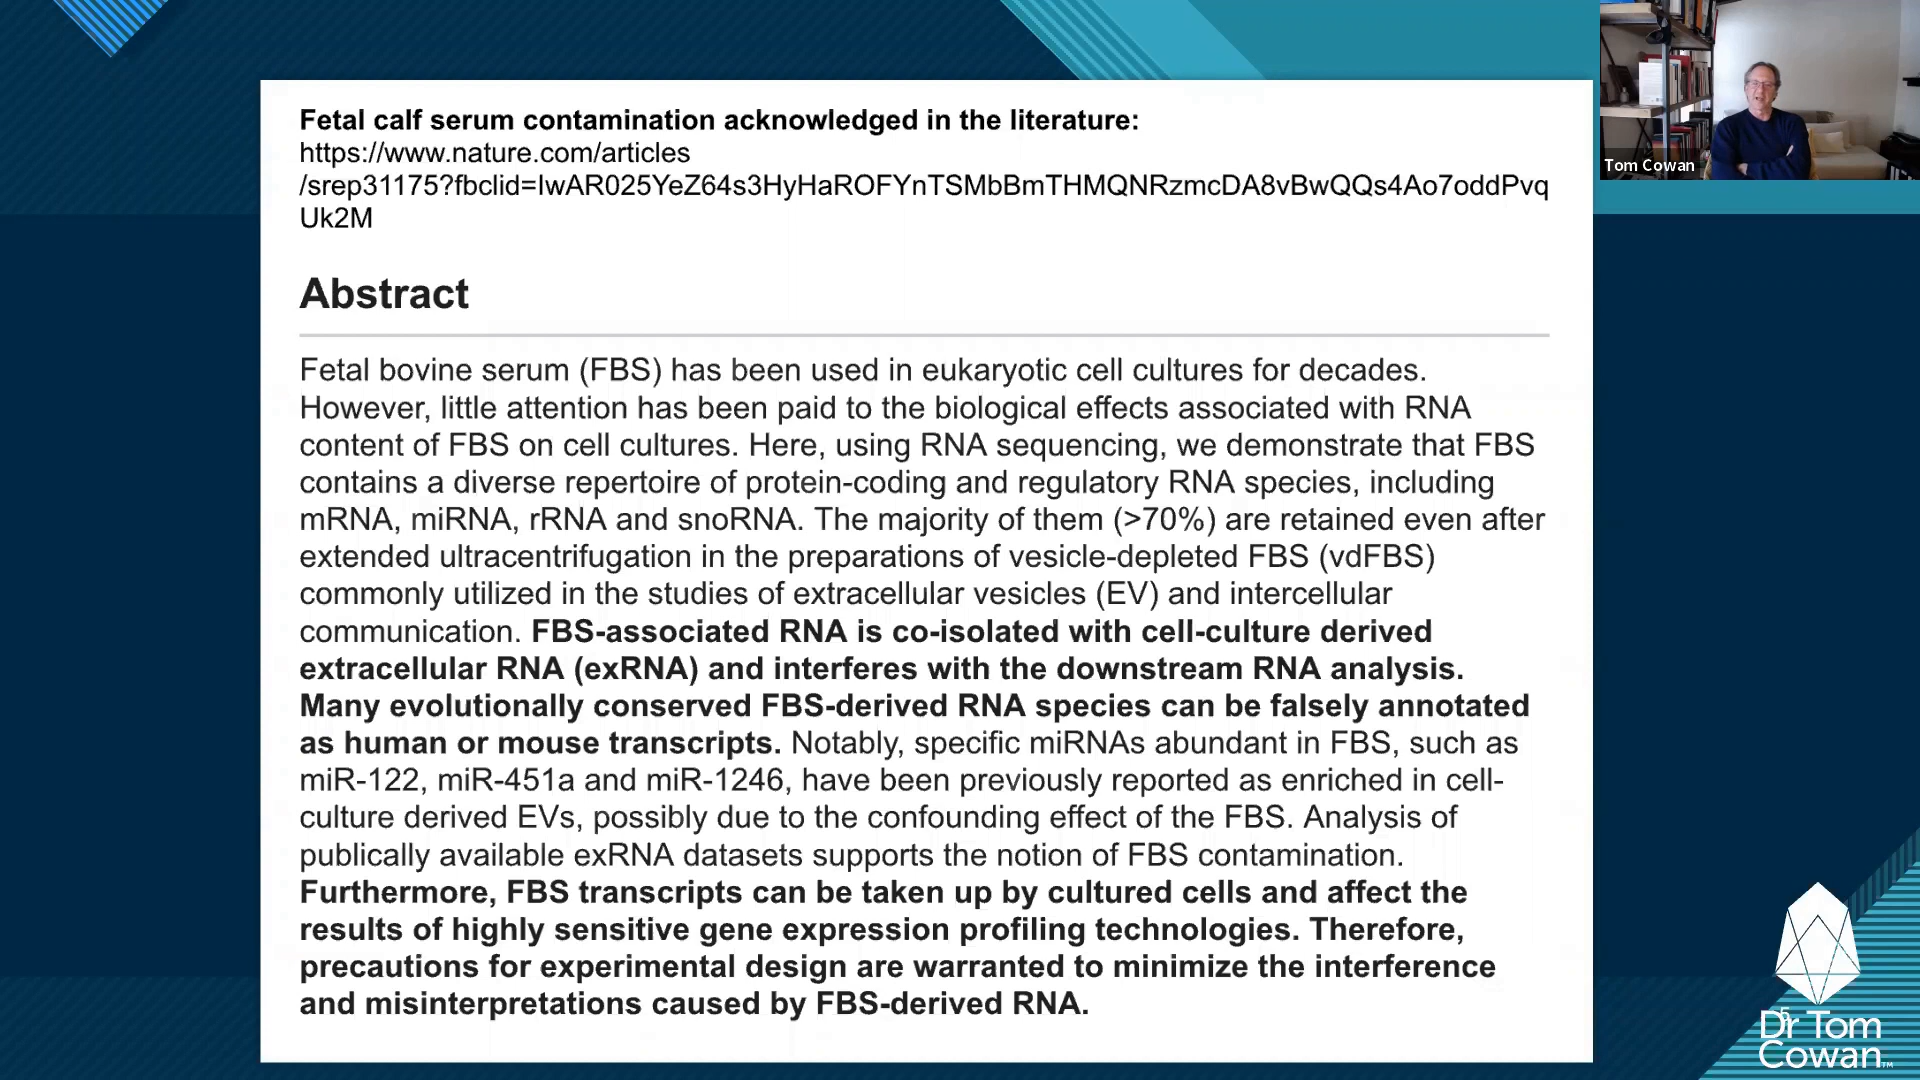 Fetal calf serum contamination acknowledged in the literature:
https://www.nature.com/articles
/srep31175?fbclid=IwAR025YeZ64s3HyHaROFYnTSMbBmTHMQNRzmcDA8vBwQQs4Ao7oddPvq
Uk2M
Tom Cowan
Abstract
Fetal bovine serum (FBS) has been used in eukaryotic cell cultures for decades.
However, little attention has been paid to the biological effects associated with RNA
content of FBS on cell cultures. Here, using RNA sequencing, we demonstrate that FBS
contains a diverse repertoire of protein-coding and regulatory RNA species, including
mRNA, miRNA, rRNA and snoRNA. The majority of them (>70%) are retained even after
extended ultracentrifugation in the preparations of vesicle-depleted FBS (vdFBS)
commonly utilized in the studies of extracellular vesicles (EV) and intercellular
communication. FBS-associated RNA is co-isolated with cell-culture derived
extracellular RNA (exRNA) and interferes with the downstream RNA analysis.
Many evolutionally conserved FBS-derived RNA species can be falsely annotated
as human or mouse transcripts. Notably, specific miRNAs abundant in FBS, such as
miR-122, miR-451a and miR-1246, have been previously reported as enriched in cell-
culture derived EVs, possibly due to the confounding effect of the FBS. Analysis of
publically available exRNA datasets supports the notion of FBS contamination.
Furthermore, FBS transcripts can be taken up by cultured cells and affect the
results of highly sensitive gene expression profiling technologies. Therefore,
precautions for experimental design are warranted to minimize the interference
and misinterpretations caused by FBS-derived RNA.
5
Dr Tom
Cowan™